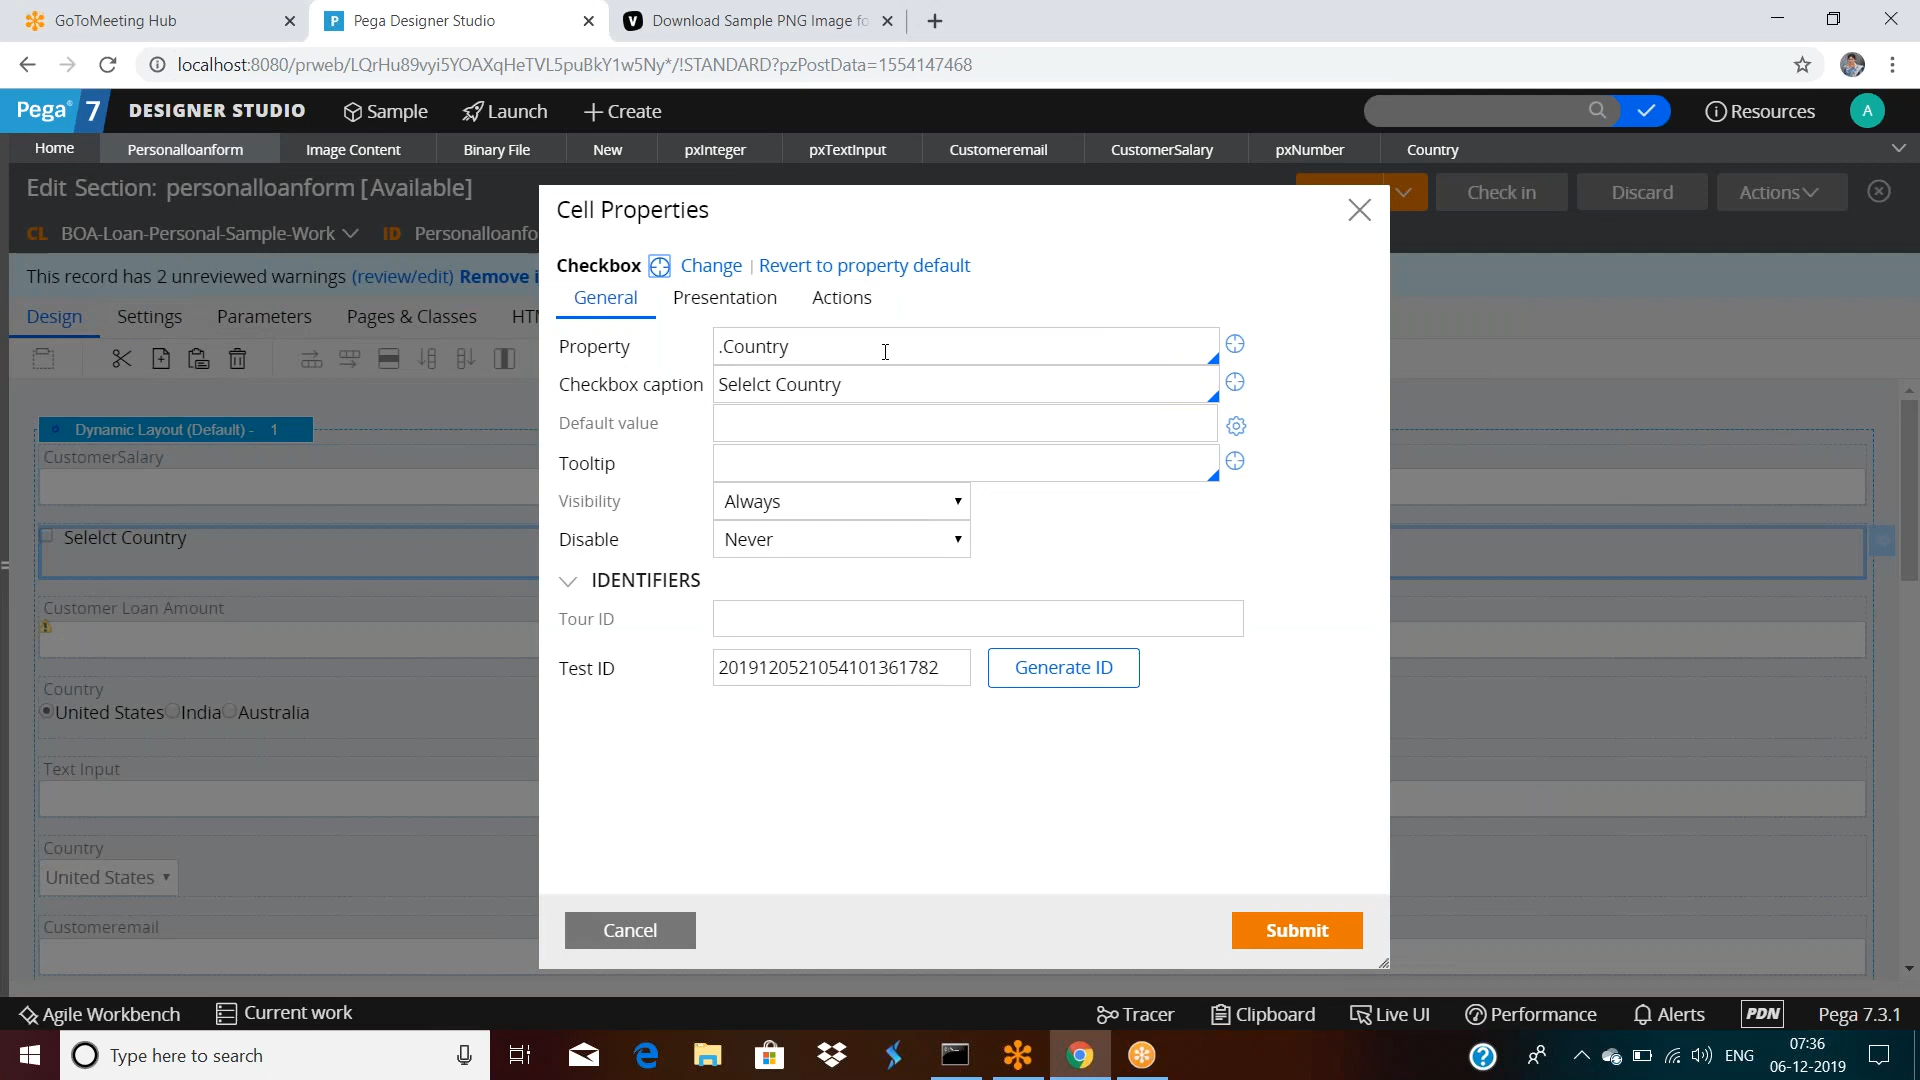 GoToMeeting Hub
Pega Designer Studio
Download Sample PNG Image fo
localhost:8080/prweb/LQrHu89vyi5YOAXqHeTVL5puBkY1w5Ny*/!STANDARD?pzPostData=1554147468
Pega 7 DESIGNER STUDIO Sample Launch Create Resources A
Home Personalloanform Image Content Binary File New pxInteger pxTextInput Customeremail CustomerSalary pxNumber Country
Edit Section: personalloanform [Available]
Check in Discard Actions
CL BOA-Loan-Personal-Sample-Work ID Personalloanfo
This record has 2 unreviewed warnings (review/edit) Remove i
Design Settings Parameters Pages & Classes HTM
Dynamic Layout (Default) - 1
CustomerSalary
Selelct Country
Customer Loan Amount
Country
United States India Australia
Text Input
Country
United States
Customeremail
Cell Properties
Checkbox Change | Revert to property default
General Presentation Actions
Property .Country
Checkbox caption Selelct Country
Default value
Tooltip
Visibility Always
Disable Never
IDENTIFIERS
Tour ID
Test ID 2019120521054101361782 Generate ID
Cancel Submit
Agile Workbench Current work Tracer Clipboard Live UI Performance Alerts PDN Pega 7.3.1
Type here to search
ENG
07:36
06-12-2019